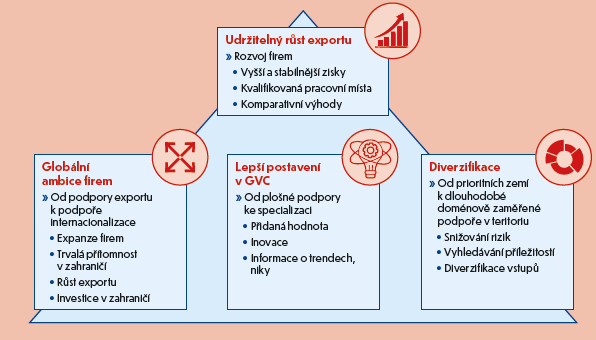 Udržitelný růst exportu
» Rozvoj firem
• Vyšší a stabilnější zisky
• Kvalifikovaná pracovní místa
• Komparativní výhody
Globální
ambice firem
» Od podpory exportu
k podpoře
internacionalizace
• Expanze firem
• Trvalá přítomnost
v zahraničí
• Růst exportu
• Investice v zahraničí
Lepší postavení
v GVC
» Od plošné podpory
ke specializaci
• Přidaná hodnota
• Inovace
• Informace o trendech,
niky
Diverzifikace
» Od prioritních zemí
k dlouhodobé
doménově zaměřené
podpoře v teritoriu
• Snižování rizik
• Vyhledávání příležitostí
• Diverzifikace vstupů